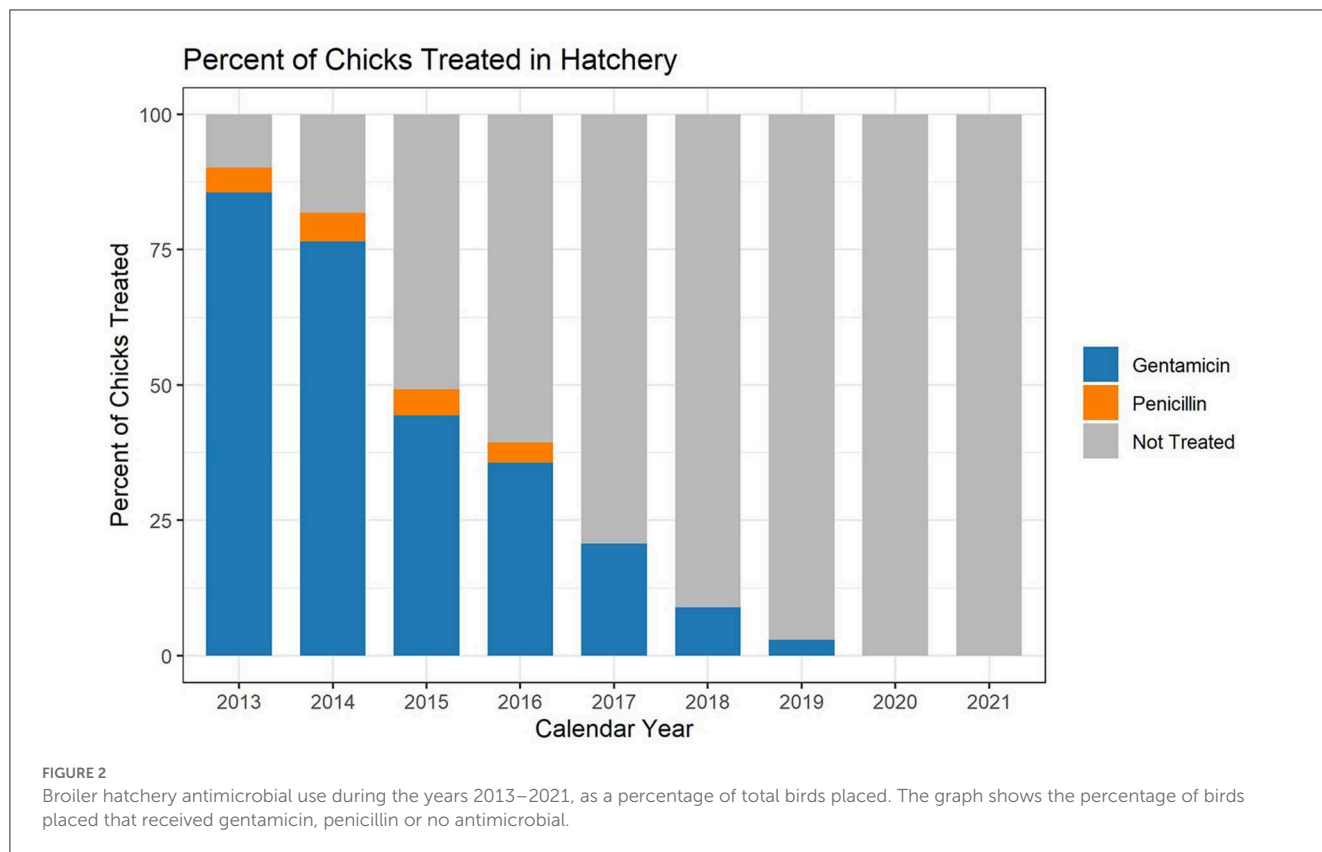 Percent of Chicks Treated in Hatchery
100
75
50
25
0
Percent of Chicks Treated
2013 2014 2015 2016 2017 2018 2019 2020 2021
Calendar Year
Gentamicin
Penicillin
Not Treated
FIGURE 2
Broiler hatchery antimicrobial use during the years 2013–2021, as a percentage of total birds placed. The graph shows the percentage of birds
placed that received gentamicin, penicillin or no antimicrobial.